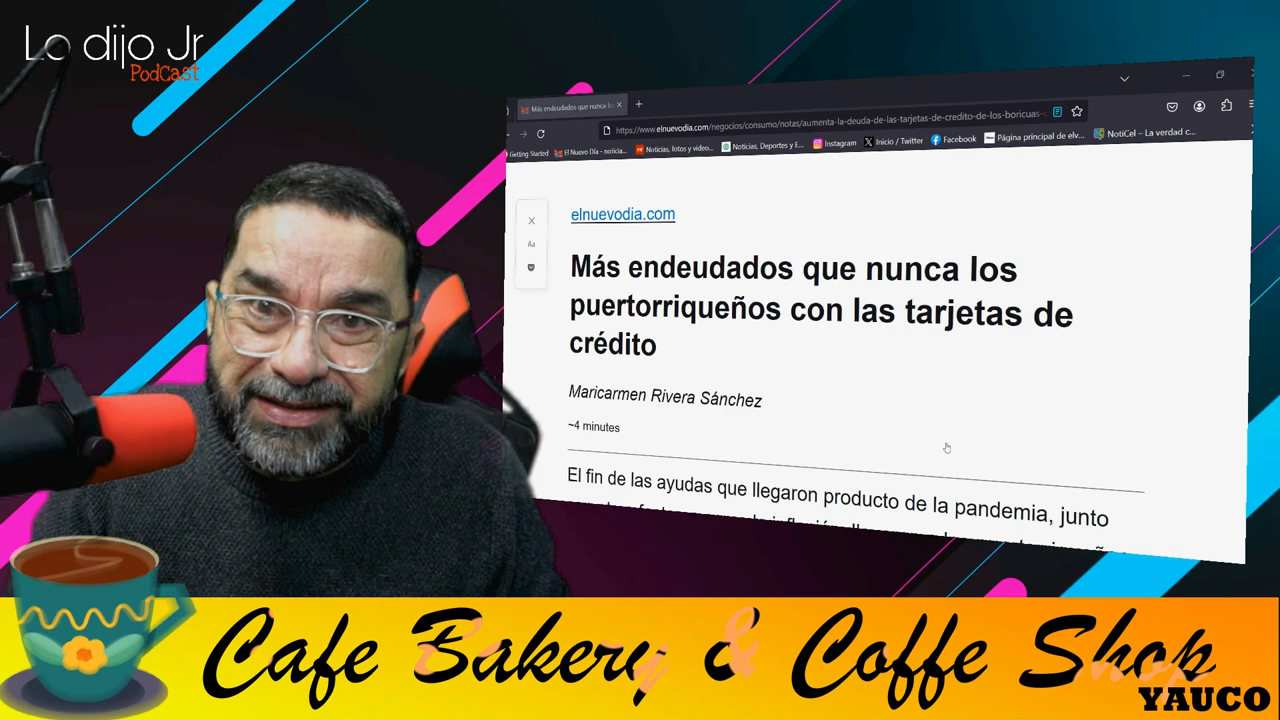 Lo dijo Jr
PodCast
Más endeudados que nunca lo
https://www.elnuevodia.com/negocios/consumo/notas/aumenta-la-deuda-de-las-tarjetas-de-credito-de-los-boricuas-
Getting Started El Nuevo Día - noticia... Noticias, fotos y videos... Noticias, Deportes y E... Instagram Inicio / Twitter Facebook Página principal de elv... NotiCel – La verdad c...
elnuevodia.com
Aa
Más endeudados que nunca los
puertorriqueños con las tarjetas de
crédito
Maricarmen Rivera Sánchez
~4 minutes
El fin de las ayudas que llegaron producto de la pandemia, junto
Cafe Bakery & Coffe Shop
YAUCO